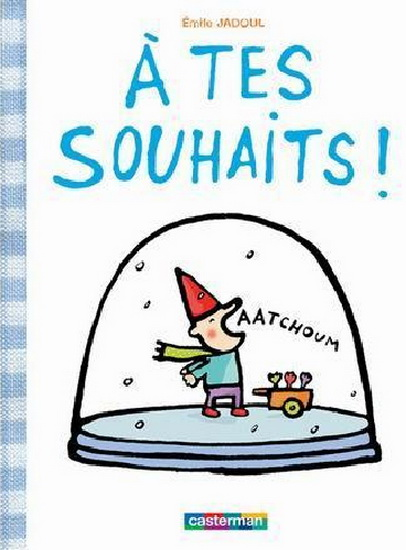 Émile JADOUL
À TES
SOUHAITS !
AATCHOUM
casterman